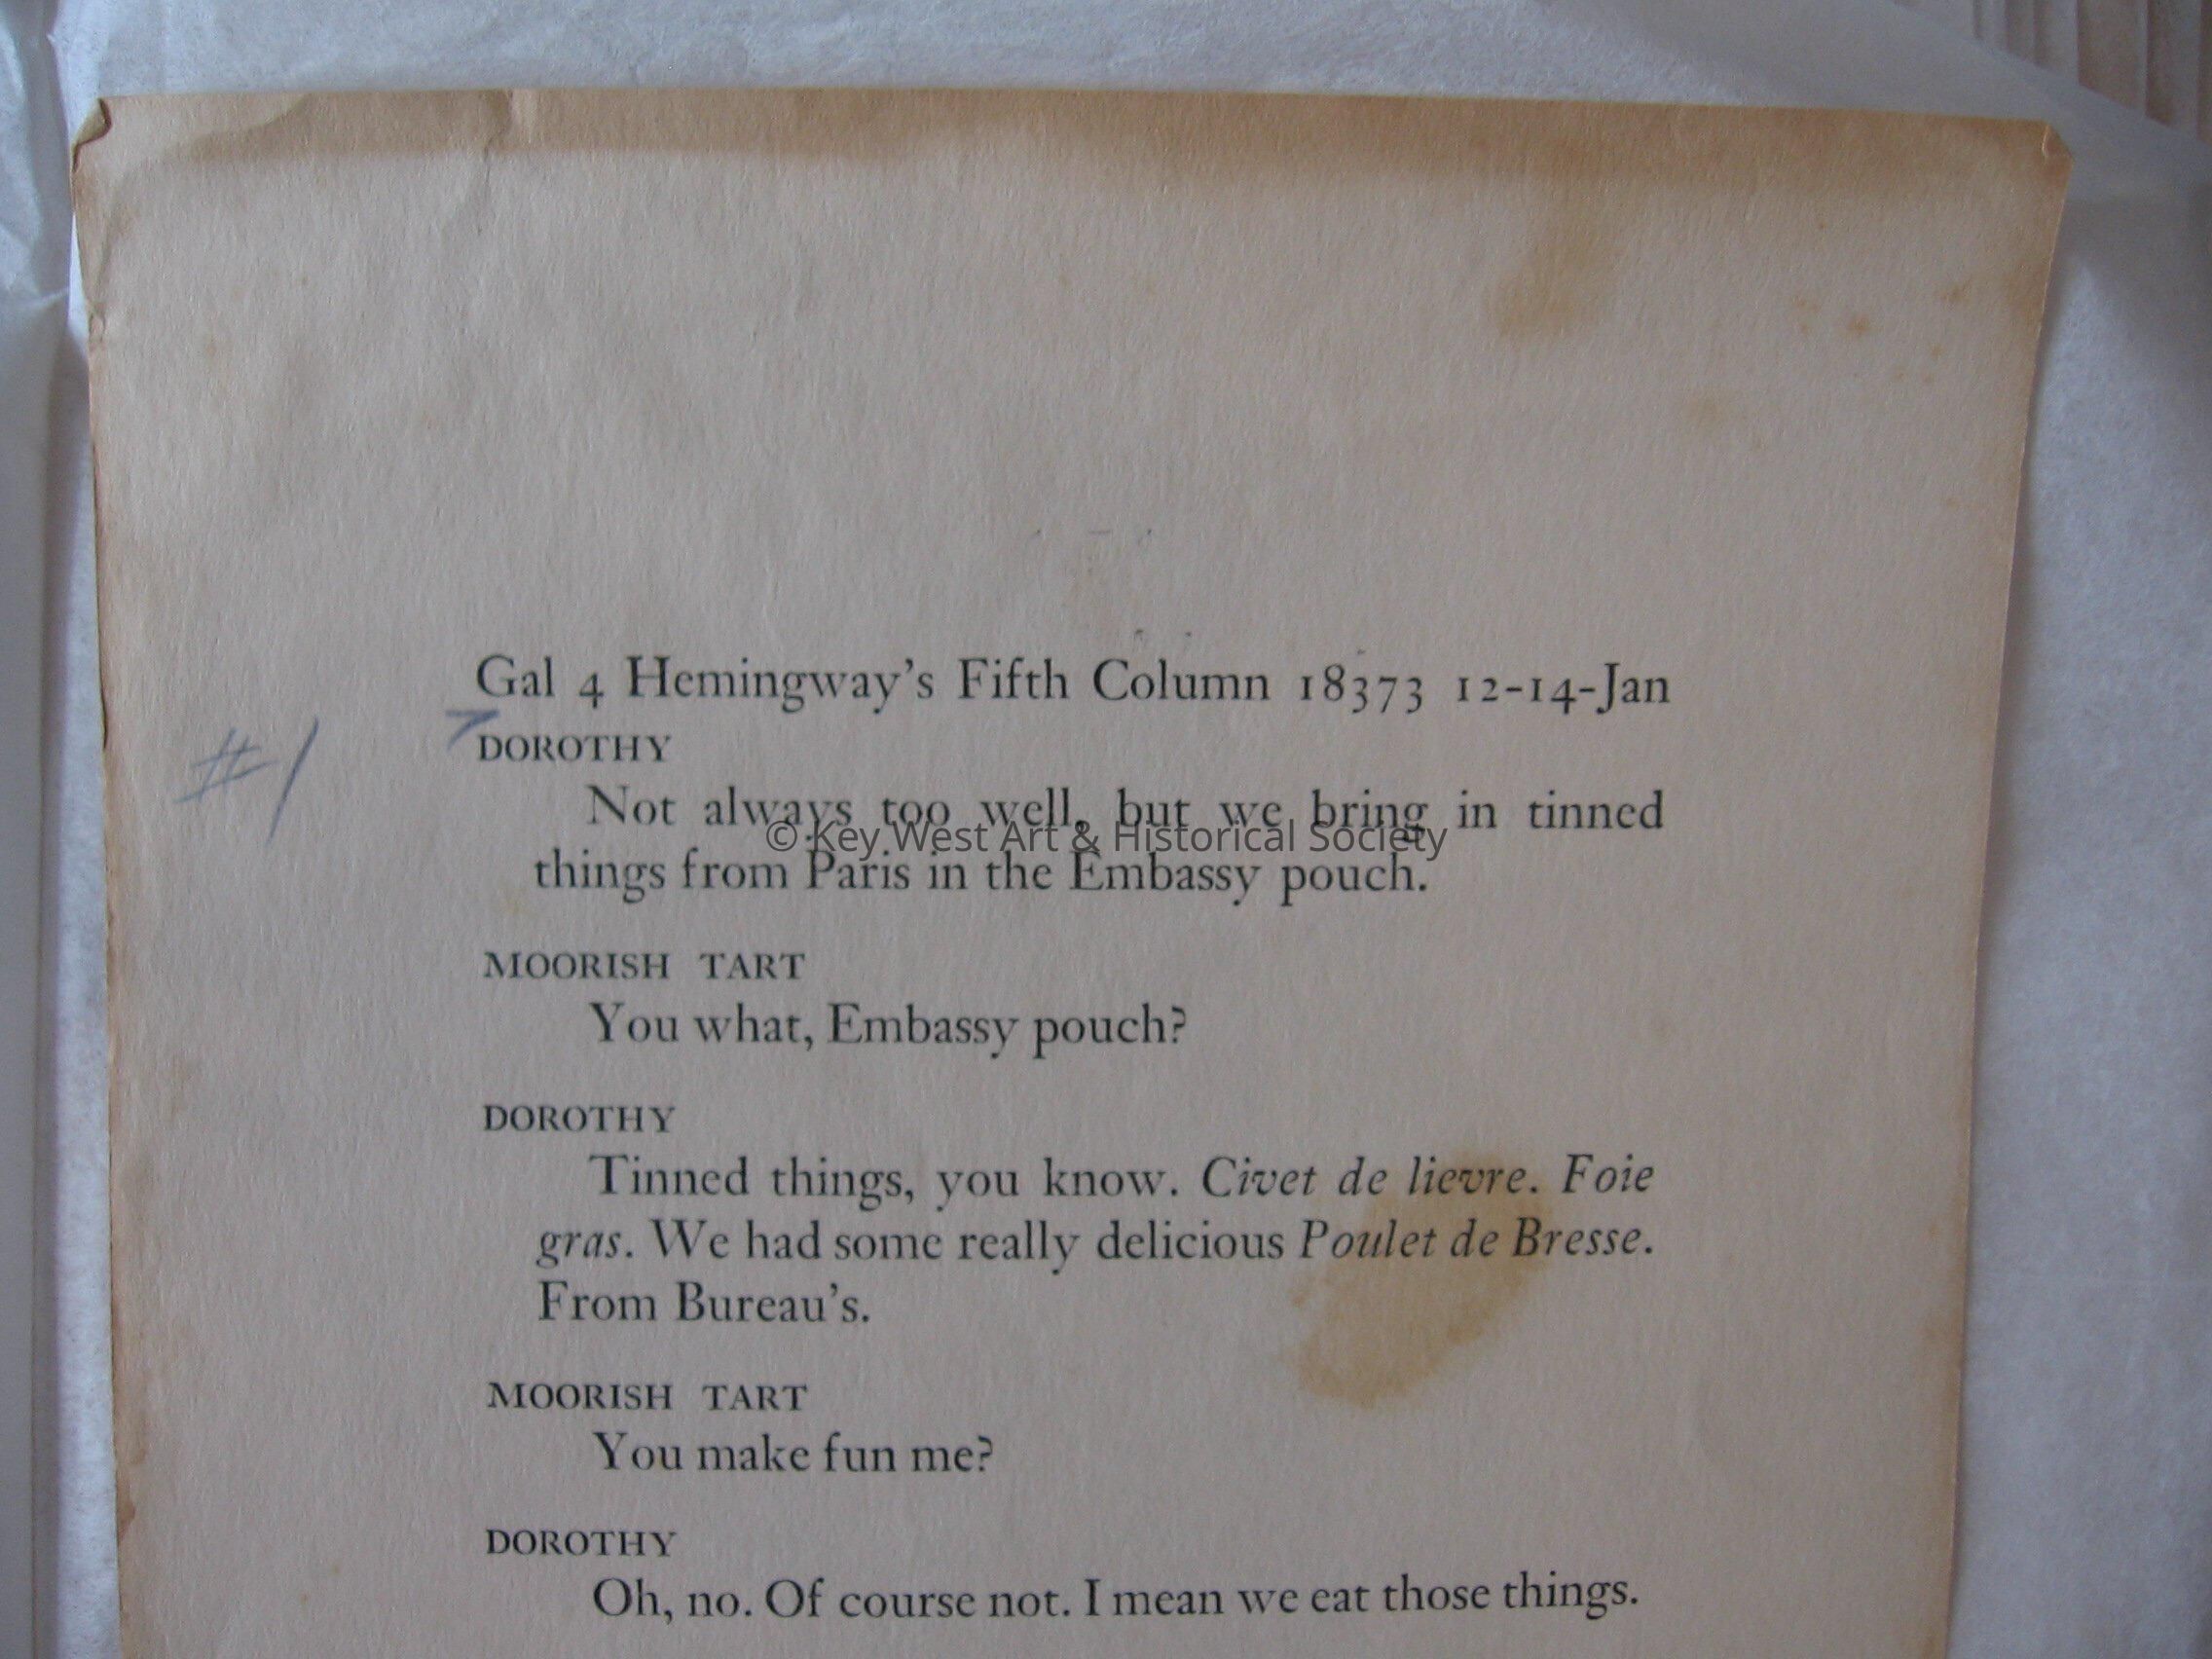 Gal 4 Hemingway's Fifth Column 18373 12-14-Jan
#1
DOROTHY
Not always too well, but we bring in tinned
© Key West Art & Historical Society
things from Paris in the Embassy pouch.
MOORISH TART
You what, Embassy pouch?
DOROTHY
Tinned things, you know. Civet de lievre. Foie
gras. We had some really delicious Poulet de Bresse.
From Bureau's.
MOORISH TART
You make fun me?
DOROTHY
Oh, no. Of course not. I mean we eat those things.